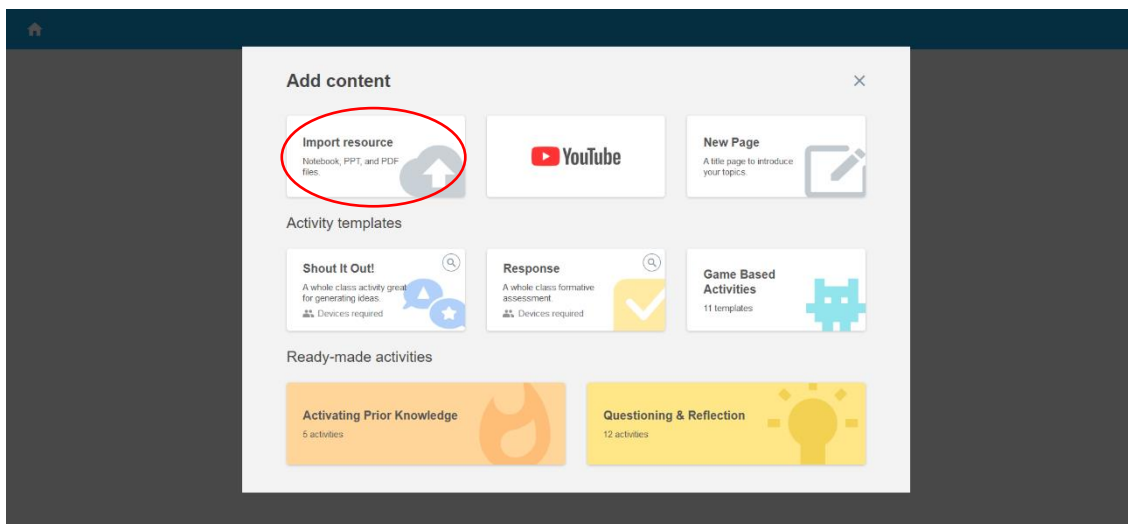 Add content
Import resource
Notebook, PPT, and PDF
files.
YouTube
New Page
A title page to introduce
your topics.
Activity templates
Shout It Out!
A whole class activity great
for generating ideas.
Devices required
Response
A whole class formative
assessment.
Devices required
Game Based
Activities
11 templates
Ready-made activities
Activating Prior Knowledge
5 activities
Questioning & Reflection
12 activities